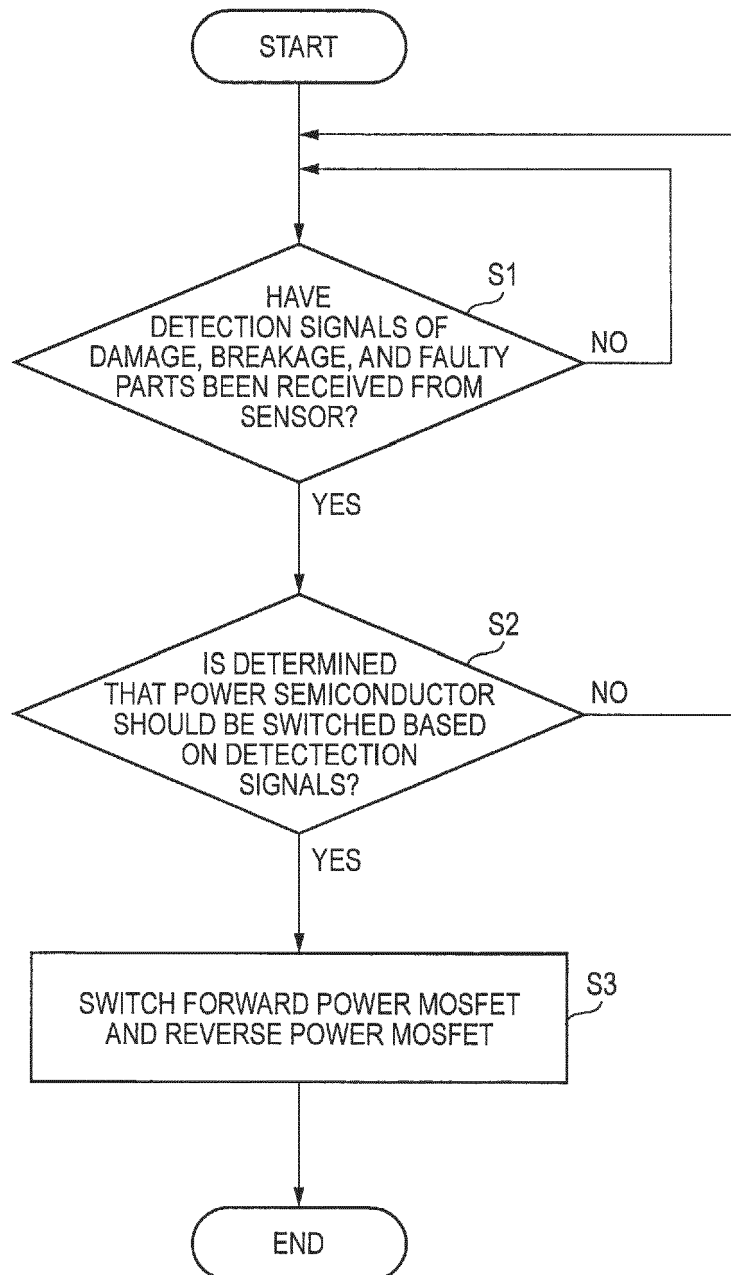 START
S1
HAVE
DETECTION SIGNALS OF
DAMAGE, BREAKAGE, AND FAULTY
PARTS BEEN RECEIVED FROM
SENSOR?
NO
YES
S2
IS DETERMINED
THAT POWER SEMICONDUCTOR
SHOULD BE SWITCHED BASED
ON DETECTECTION
SIGNALS?
NO
YES
S3
SWITCH FORWARD POWER MOSFET
AND REVERSE POWER MOSFET
END